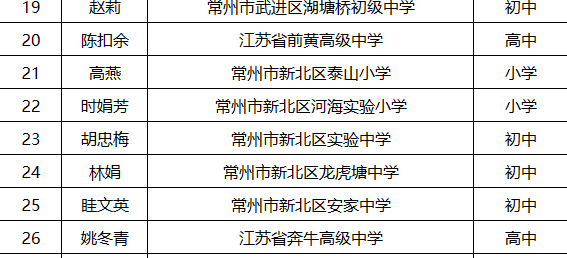 19 赵莉 常州市武进区湖塘桥初级中学 初中
20 陈扣余 江苏省前黄高级中学 高中
21 高燕 常州市新北区泰山小学 小学
22 时娟芳 常州市新北区河海实验小学 小学
23 胡忠梅 常州市新北区实验中学 初中
24 林娟 常州市新北区龙虎塘中学 初中
25 眭文英 常州市新北区安家中学 初中
26 姚冬青 江苏省奔牛高级中学 高中